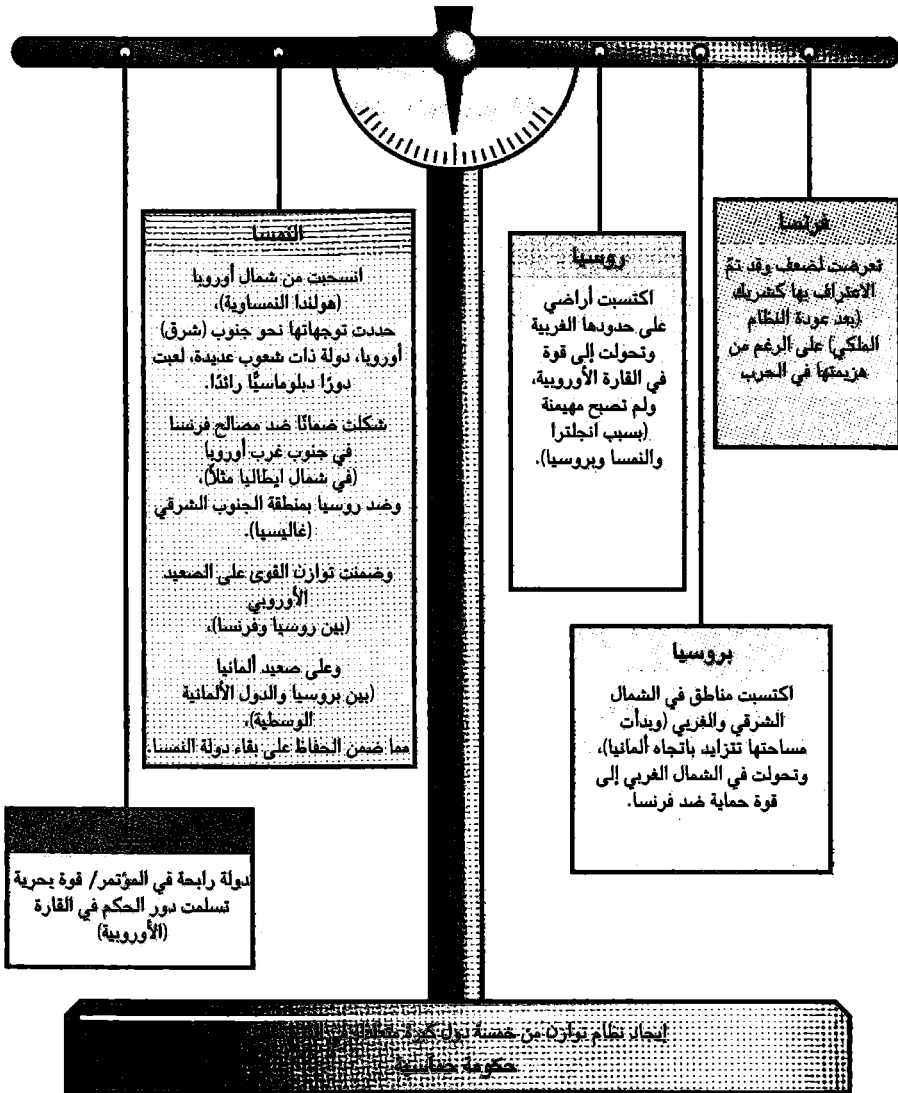 فرنسا
تعرضت لضعف وقد تمّ
الاعتراف بها كشريك
(بعد عودة النظام
الملكي) على الرغم من
هزيمتها في الحرب
روسيا
اكتسبت أراضي
على حدودها الغربية
وتحولت إلى قوة
في القارة الأوروبية،
ولم تصبح مهيمنة
(بسبب انجلترا
والنمسا وبروسيا).
النمسا
انسحبت من شمال أوروبا
(هولندا النمساوية)،
حددت توجهاتها نحو جنوب (شرق)
أوروبا، دولة ذات شعوب عديدة، لعبت
دورًا دبلوماسيًّا رائدًا.
شكلت ضمانًا ضد مصالح فرنسا
في جنوب غرب أوروبا
(في شمال ايطاليا مثلاً)،
وضد روسيا بمنطقة الجنوب الشرقي
(غاليسيا).
وضمنت توازن القوى على الصعيد
الأوروبي
(بين روسيا وفرنسا)،
وعلى صعيد ألمانيا
(بين بروسيا والدول الألمانية
الوسطية)،
مما ضمن الحفاظ على بقاء دولة النمسا.
بروسيا
اكتسبت مناطق في الشمال
الشرقي والغربي (وبدأت
مساحتها تتزايد باتجاه ألمانيا)،
وتحولت في الشمال الغربي إلى
قوة حماية ضد فرنسا.
دولة رابحة في المؤتمر/ قوة بحرية
تسلمت دور الحكم في القارة
(الأوروبية)
إيجاد نظام توازن من خمسة دول كبرى
حكومة خماسية